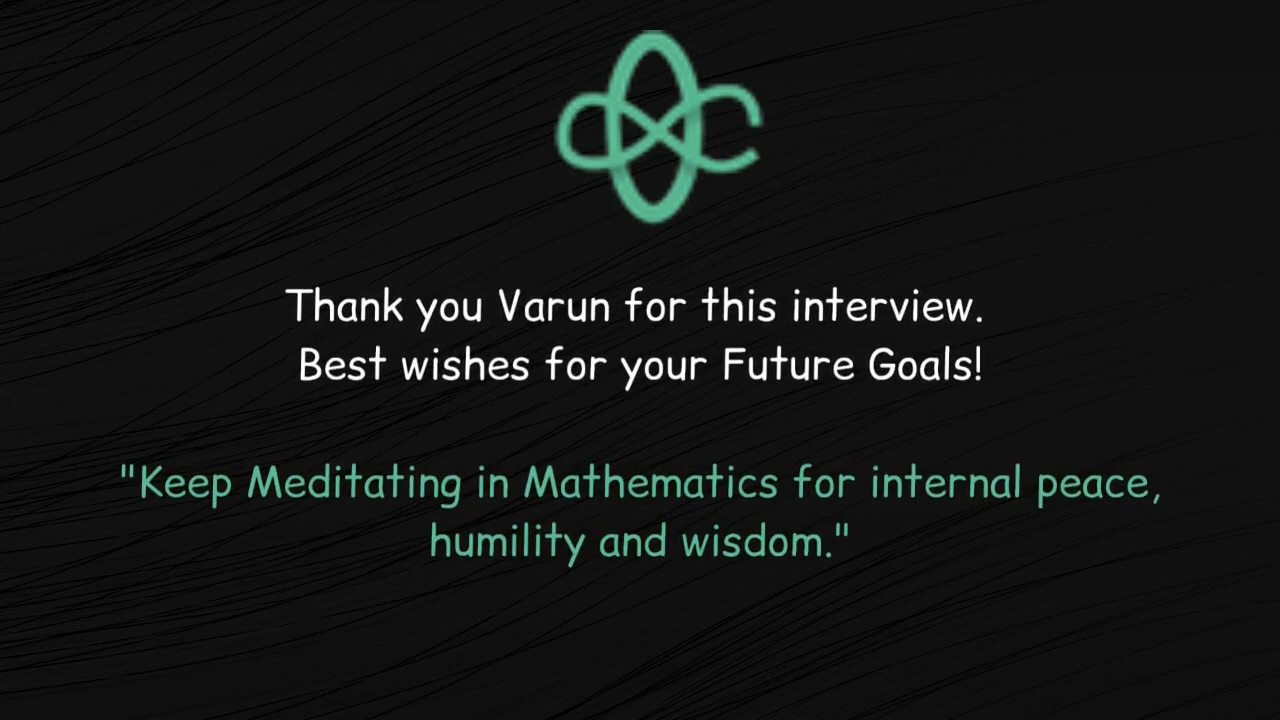 Thank you Varun for this interview.
Best wishes for your Future Goals!
"Keep Meditating in Mathematics for internal peace,
humility and wisdom."